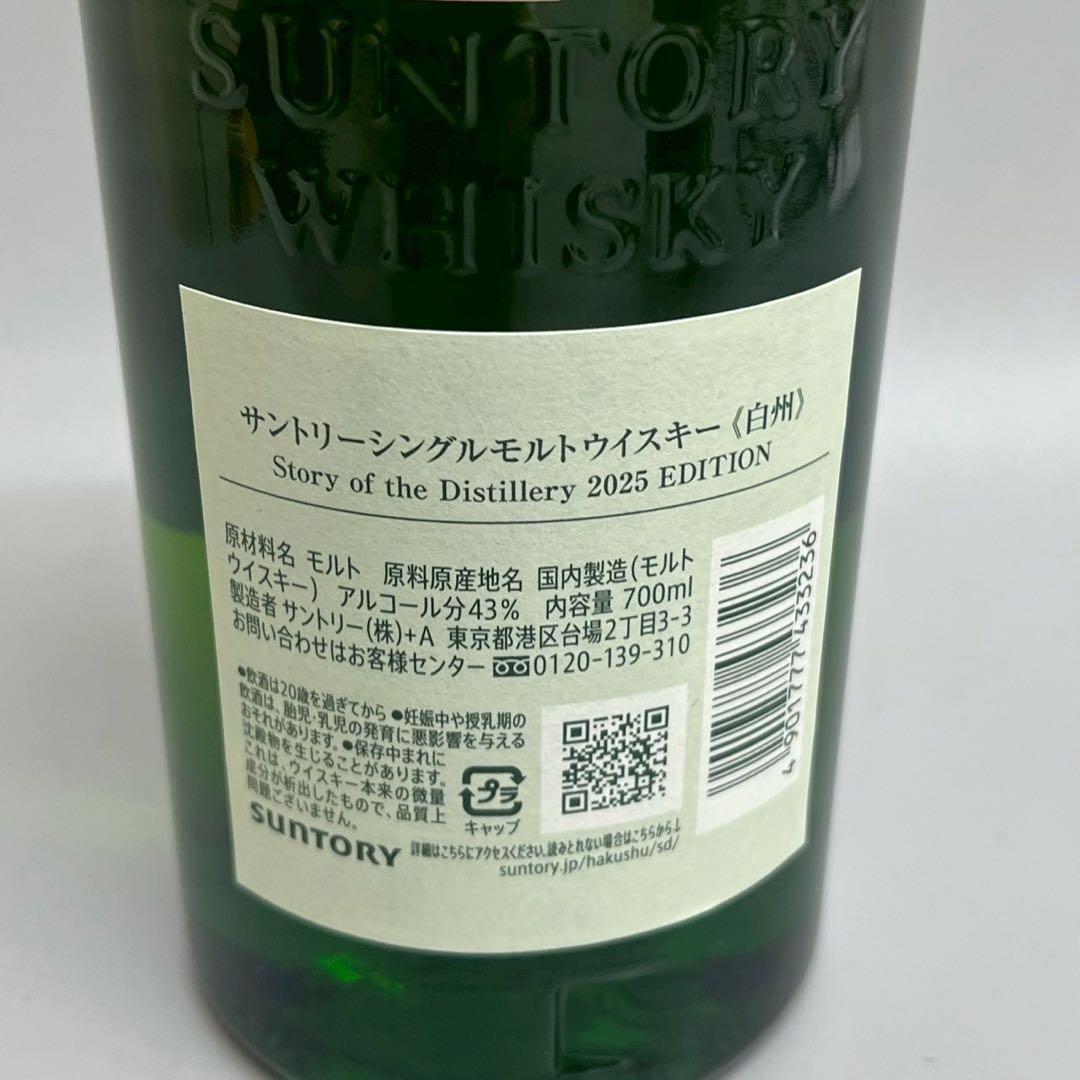 SUNTORY
WHISKY
サントリーシングルモルトウイスキー《白州》
Story of the Distillery 2025 EDITION
原材料名 モルト 原料原産地名 国内製造(モルト
ウイスキー) アルコール分43% 内容量 700ml
製造者 サントリー(株)+A 東京都港区台場2丁目3-3
お問い合わせはお客様センター 0120-139-310
●飲酒は20歳を過ぎてから ●妊娠中や授乳期の
飲酒は、胎児・乳児の発育に悪影響を与える
おそれがあります。●保存中まれに
沈殿物を生じることがあります。
これは、ウイスキー本来の微量
成分が析出したもので、品質上
問題ございません。
SUNTORY
プラ
キャップ
詳細はこちらにアクセスください。読みとれない場合はこちらから↓
suntory.jp/hakushu/sd/
4 901777 433236